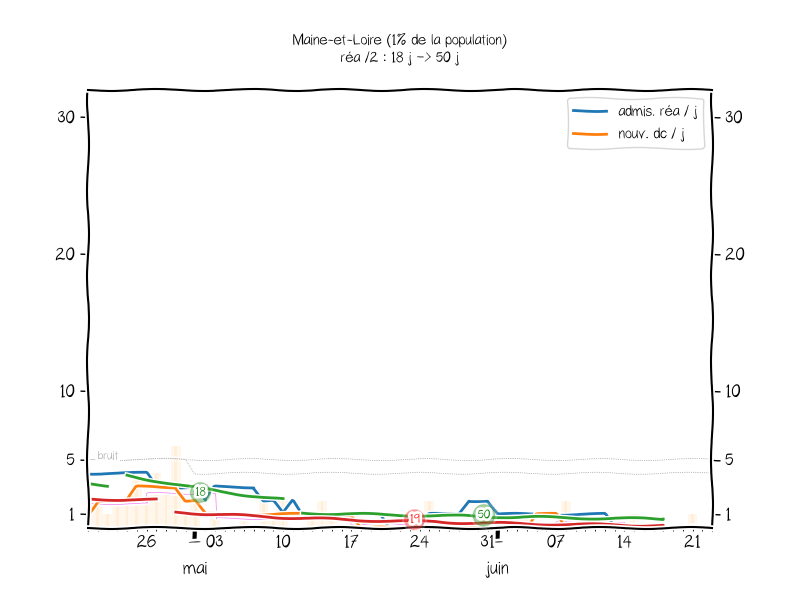 Maine-et-Loire (1% de la population)
réa /2 : 18 j -> 50 j
admis. réa / j
nouv. dc / j
30
30
20
20
10
10
5
5
1
1
bruit
18
19
50
26 03 10 17 24 31 07 14 21
mai juin